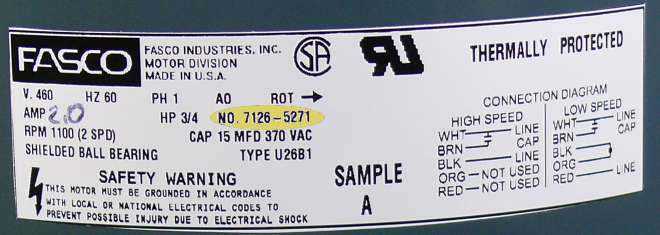 FASCO
FASCO INDUSTRIES, INC.
MOTOR DIVISION
MADE IN U.S.A.
SA
RU
THERMALLY PROTECTED
V. 460 HZ 60 PH 1 AO ROT →
AMP 2.0 HP 3/4 NO. 7126-5271
RPM 1100 (2 SPD) CAP 15 MFD 370 VAC
SHIELDED BALL BEARING TYPE U26B1
SAFETY WARNING
THIS MOTOR MUST BE GROUNDED IN ACCORDANCE
WITH LOCAL OR NATIONAL ELECTRICAL CODES TO
PREVENT POSSIBLE INJURY DUE TO ELECTRICAL SHOCK
SAMPLE
A
CONNECTION DIAGRAM
HIGH SPEED
WHT LINE
BRN CAP
BLK LINE
ORG NOT USED
RED NOT USED
LOW SPEED
WHT LINE
BRN CAP
BLK
ORG
RED LINE